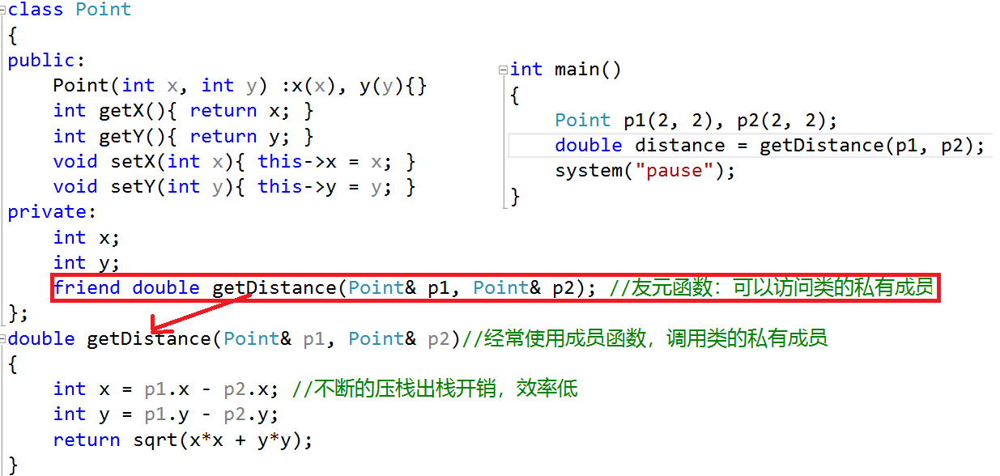 class Point
{
public:
    Point(int x, int y) :x(x), y(y){}
    int getX(){ return x; }
    int getY(){ return y; }
    void setX(int x){ this->x = x; }
    void setY(int y){ this->y = y; }
private:
    int x;
    int y;
    friend double getDistance(Point& p1, Point& p2); //友元函数：可以访问类的私有成员
};
double getDistance(Point& p1, Point& p2)//经常使用成员函数，调用类的私有成员
{
    int x = p1.x - p2.x; //不断的压栈出栈开销，效率低
    int y = p1.y - p2.y;
    return sqrt(x*x + y*y);
}
int main()
{
    Point p1(2, 2), p2(2, 2);
    double distance = getDistance(p1, p2);
    system("pause");
}